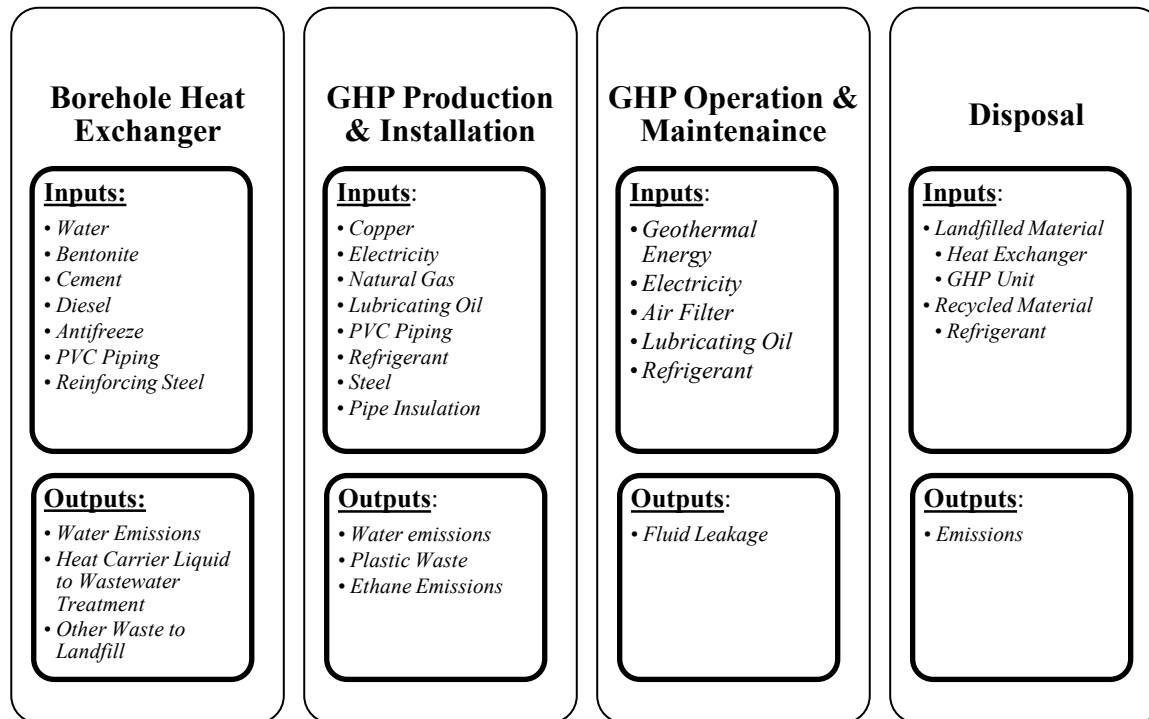 Borehole Heat
Exchanger
Inputs:
• Water
• Bentonite
• Cement
• Diesel
• Antifreeze
• PVC Piping
• Reinforcing Steel
Outputs:
• Water Emissions
• Heat Carrier Liquid
to Wastewater
Treatment
• Other Waste to
Landfill
GHP Production
& Installation
Inputs:
• Copper
• Electricity
• Natural Gas
• Lubricating Oil
• PVC Piping
• Refrigerant
• Steel
• Pipe Insulation
Outputs:
• Water emissions
• Plastic Waste
• Ethane Emissions
GHP Operation &
Maintenaince
Inputs:
• Geothermal
Energy
• Electricity
• Air Filter
• Lubricating Oil
• Refrigerant
Outputs:
• Fluid Leakage
Disposal
Inputs:
• Landfilled Material
• Heat Exchanger
• GHP Unit
• Recycled Material
• Refrigerant
Outputs:
• Emissions